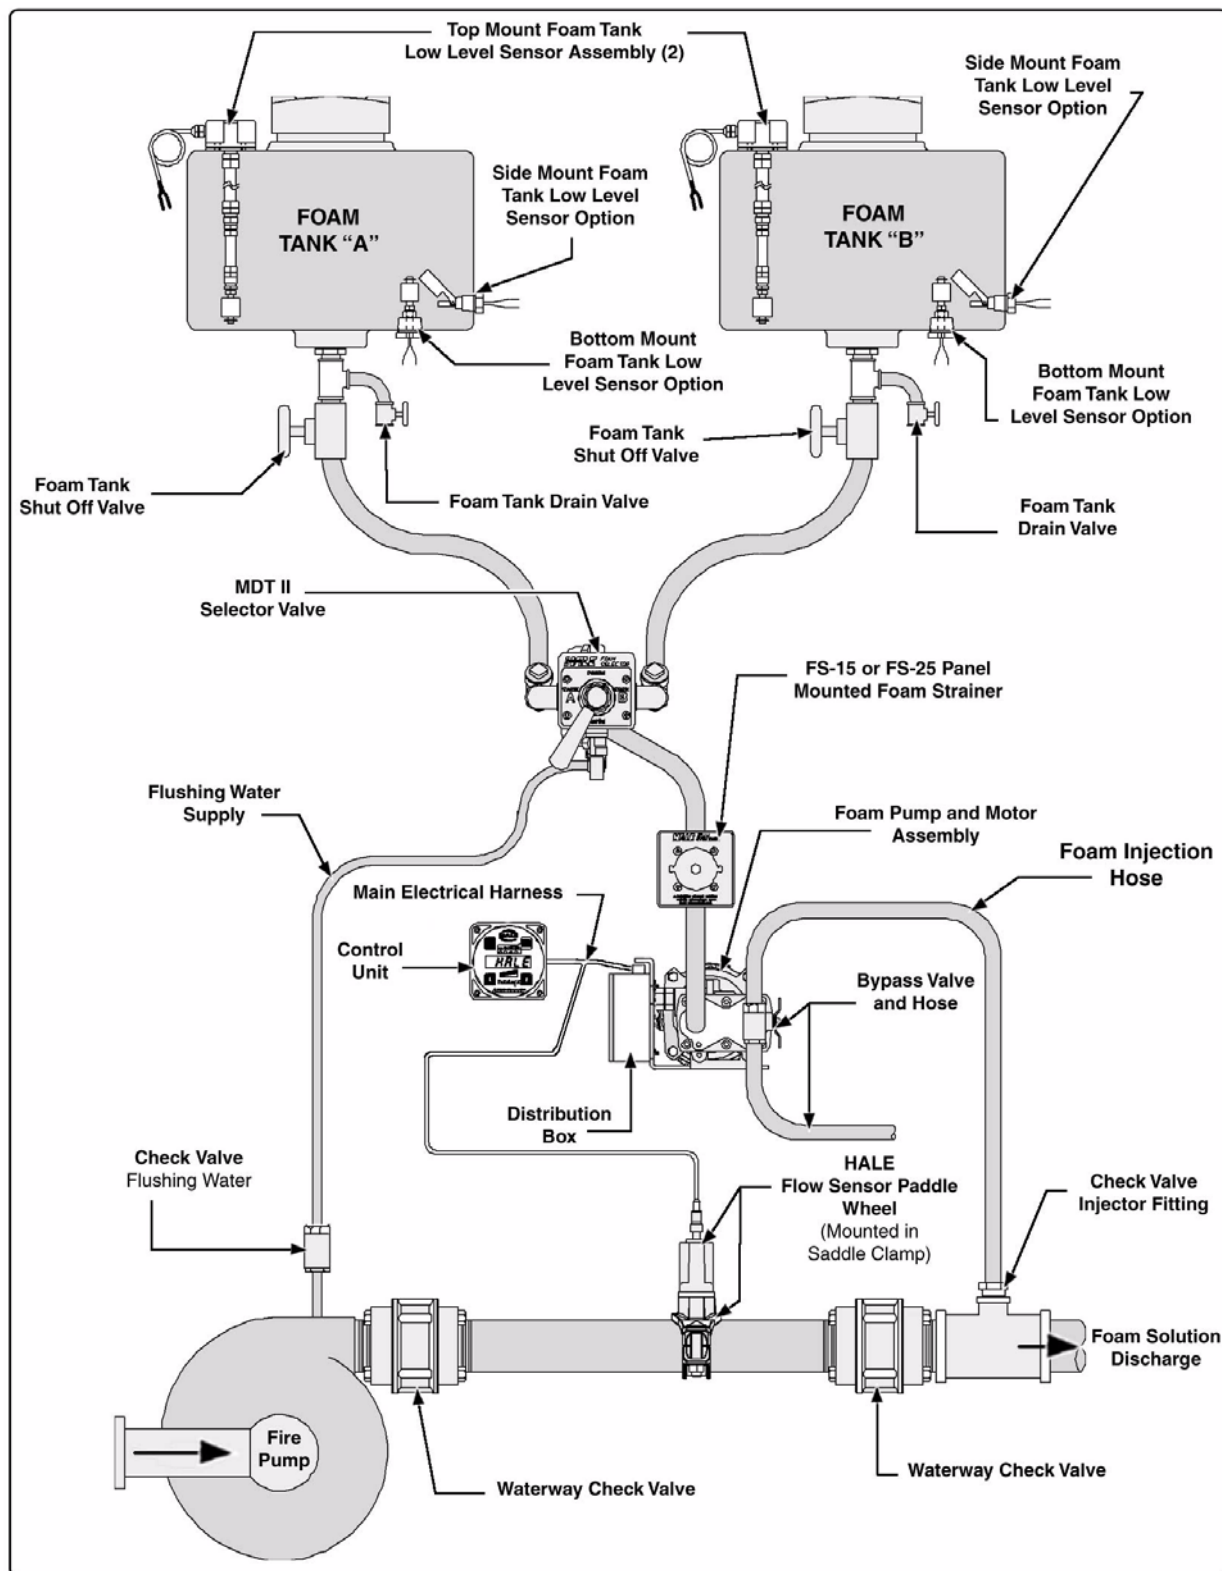 Top Mount Foam Tank
Low Level Sensor Assembly (2)
Side Mount Foam
Tank Low Level
Sensor Option
Side Mount Foam
Tank Low Level
Sensor Option
FOAM
TANK “A”
FOAM
TANK “B”
Bottom Mount
Foam Tank Low
Level Sensor Option
Bottom Mount
Foam Tank Low
Level Sensor Option
Foam Tank
Shut Off Valve
Foam Tank
Shut Off Valve
Foam Tank Drain Valve
Foam Tank
Drain Valve
MDT II
Selector Valve
A
B
FS-15 or FS-25 Panel
Mounted Foam Strainer
Flushing Water
Supply
Foam Pump and Motor
Assembly
Foam Injection
Hose
Main Electrical Harness
Control
Unit
HALE
Bypass Valve
and Hose
Distribution
Box
Check Valve
Flushing Water
HALE
Flow Sensor Paddle
Wheel
(Mounted in
Saddle Clamp)
Check Valve
Injector Fitting
Foam Solution
Discharge
Fire
Pump
Waterway Check Valve
Waterway Check Valve